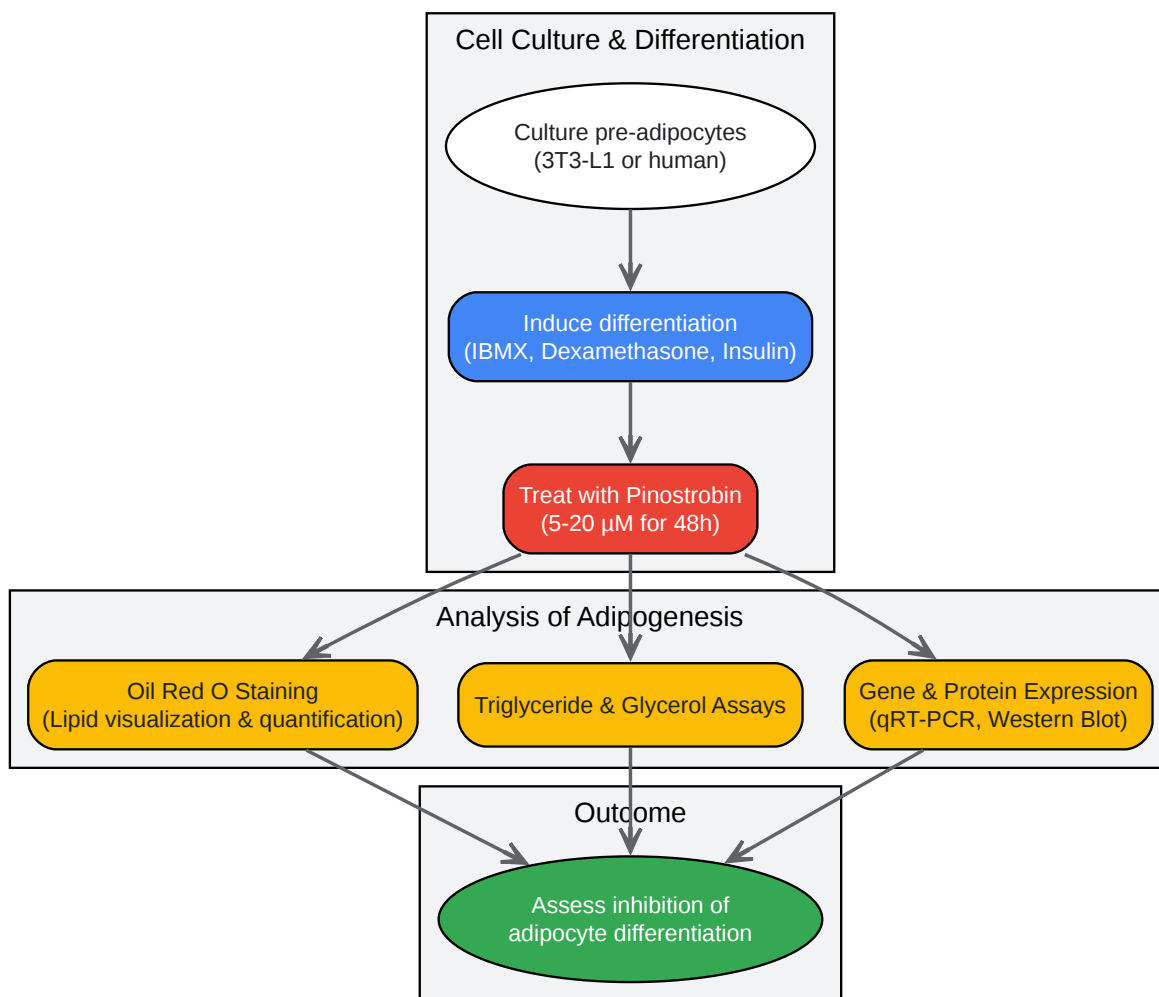 Cell Culture & Differentiation
Culture pre-adipocytes
(3T3-L1 or human)
Induce differentiation
(IBMX, Dexamethasone, Insulin)
Treat with Pinostrobin
(5-20 µM for 48h)
Analysis of Adipogenesis
Oil Red O Staining
(Lipid visualization & quantification)
Triglyceride & Glycerol Assays
Gene & Protein Expression
(qRT-PCR, Western Blot)
Outcome
Assess inhibition of
adipocyte differentiation